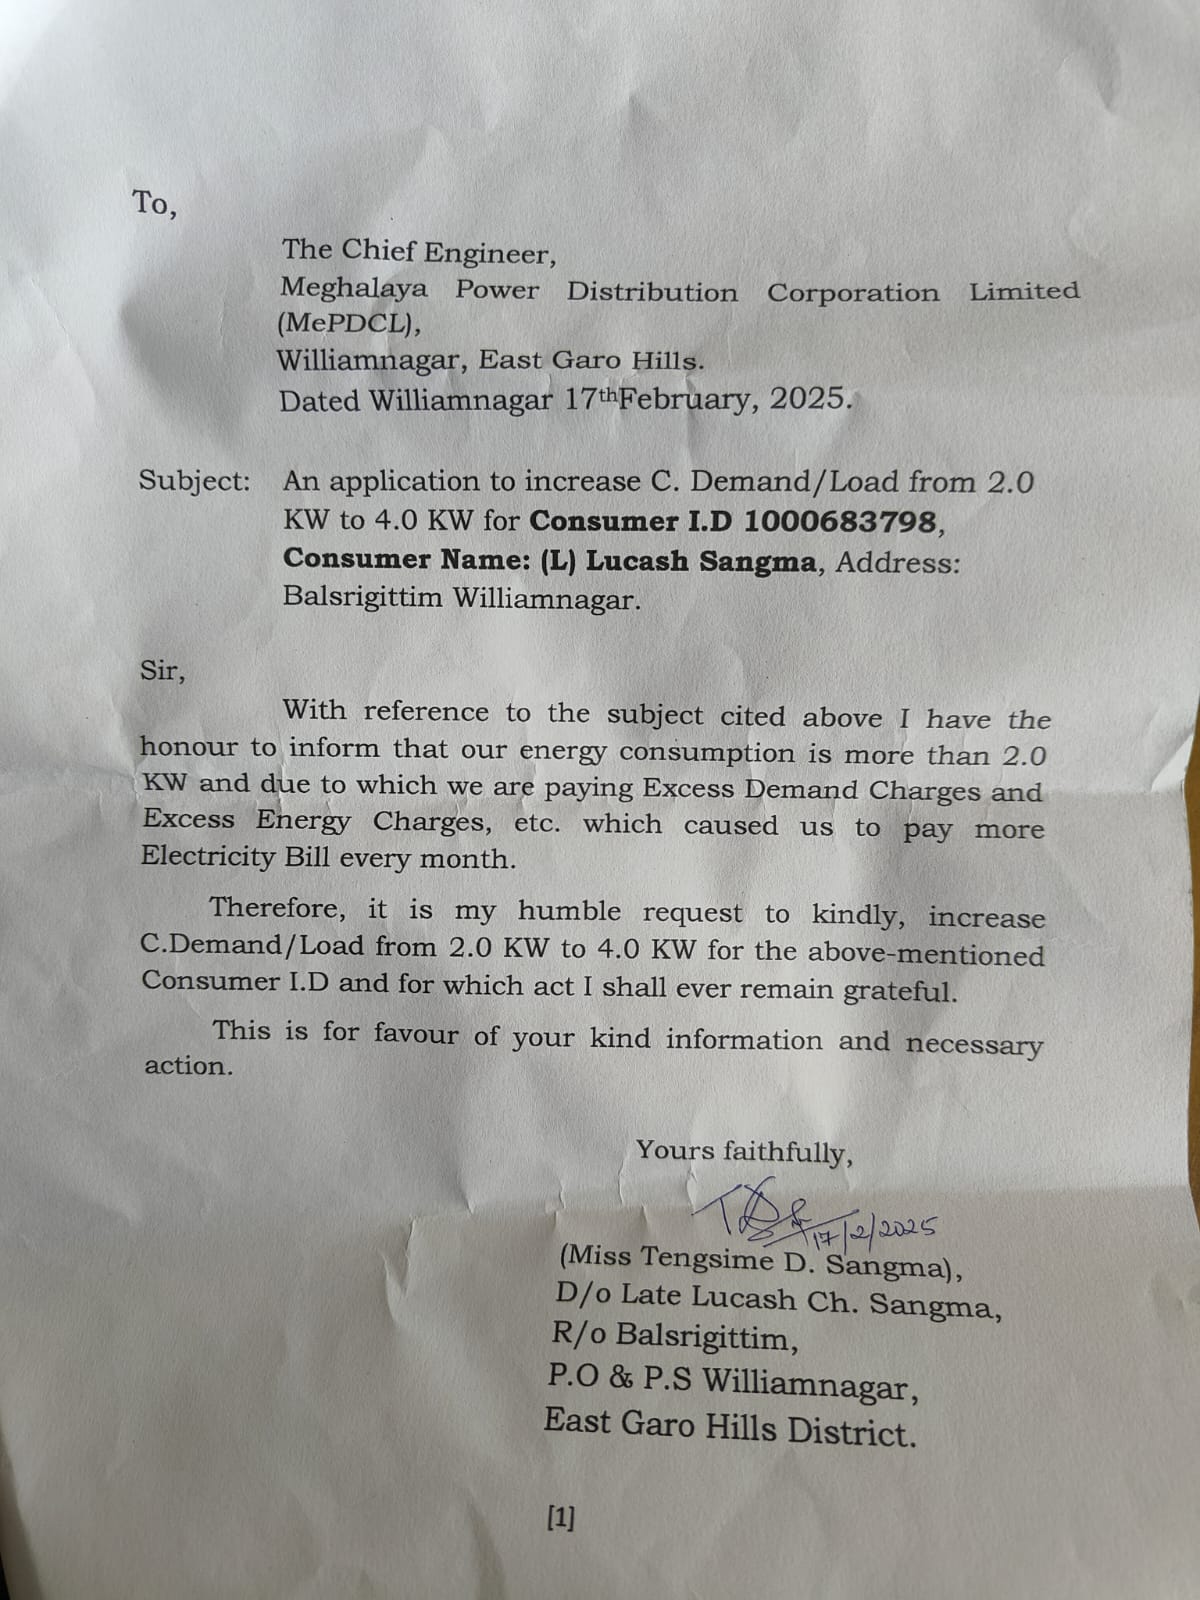 To,
The Chief Engineer,
Meghalaya Power Distribution Corporation Limited
(MePDCL),
Williamnagar, East Garo Hills.
Dated Williamnagar 17thFebruary, 2025.
Subject: An application to increase C. Demand/Load from 2.0
KW to 4.0 KW for Consumer I.D 1000683798,
Consumer Name: (L) Lucash Sangma, Address:
Balsrigittim Williamnagar.
Sir,
With reference to the subject cited above I have the
honour to inform that our energy consumption is more than 2.0
KW and due to which we are paying Excess Demand Charges and
Excess Energy Charges, etc. which caused us to pay more
Electricity Bill every month.
Therefore, it is my humble request to kindly, increase
C.Demand/Load from 2.0 KW to 4.0 KW for the above-mentioned
Consumer I.D and for which act I shall ever remain grateful.
This is for favour of your kind information and necessary
action.
Yours faithfully,
17/2/2025
(Miss Tengsime D. Sangma),
D/o Late Lucash Ch. Sangma,
R/o Balsrigittim,
P.O & P.S Williamnagar,
East Garo Hills District.
[1]